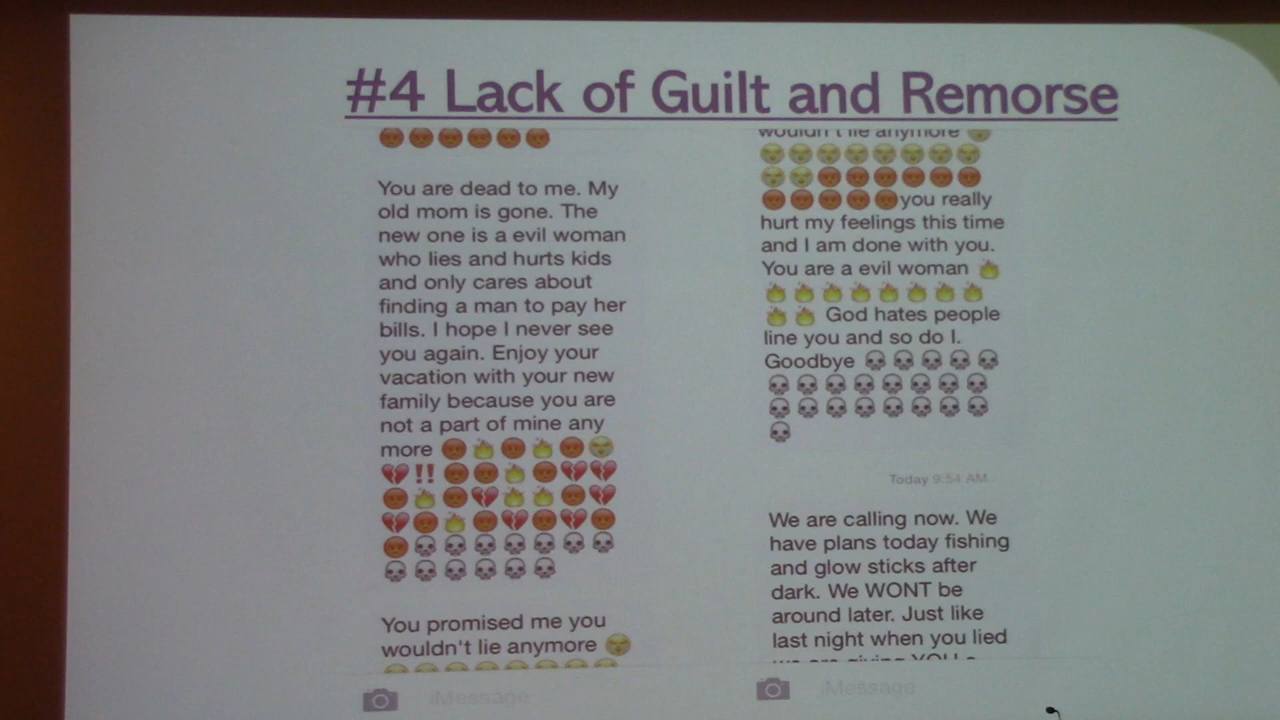 #4 Lack of Guilt and Remorse
You are dead to me. My
old mom is gone. The
new one is a evil woman
who lies and hurts kids
and only cares about
finding a man to pay her
bills. I hope I never see
you again. Enjoy your
vacation with your new
family because you are
not a part of mine any
more
You promised me you
wouldn't lie anymore
iMessage
wouldn't lie anymore
you really
hurt my feelings this time
and I am done with you.
You are a evil woman
God hates people
line you and so do I.
Goodbye
Today 9:54 AM
We are calling now. We
have plans today fishing
and glow sticks after
dark. We WONT be
around later. Just like
last night when you lied
we are giving YOU
iMessage